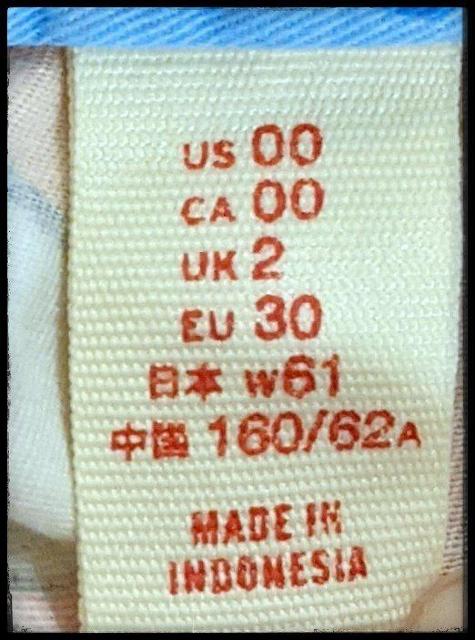 US 00
CA 00
UK 2
EU 30
日本 W61
中国 160/62A
MADE IN
INDONESIA